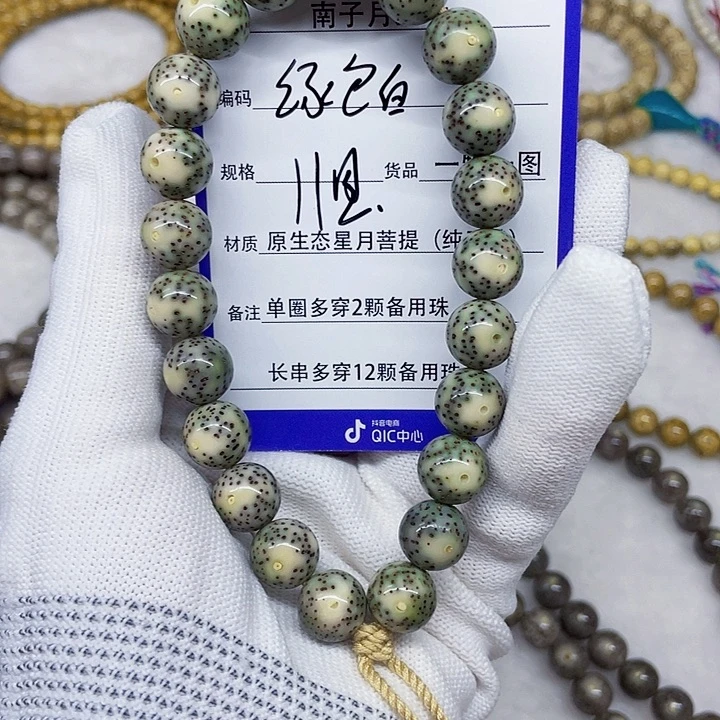 南子月
编码 绿包白
规格 11
货品 一 图
材质 原生态星月菩提（纯
备注 单圈多穿2颗备用珠
长串多穿12颗备用珠
抖音电商
QIC中心